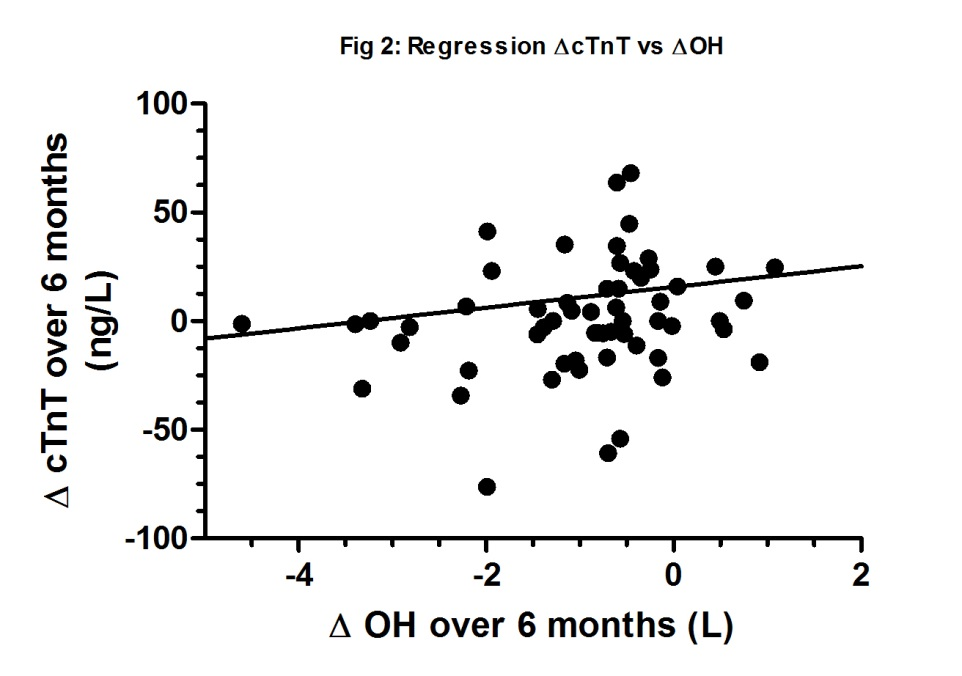 Fig 2: Regression ΔcTnT vs ΔOH
Δ cTnT over 6 months
(ng/L)
100
50
0
-50
-100
-4 -2 0 2
Δ OH over 6 months (L)